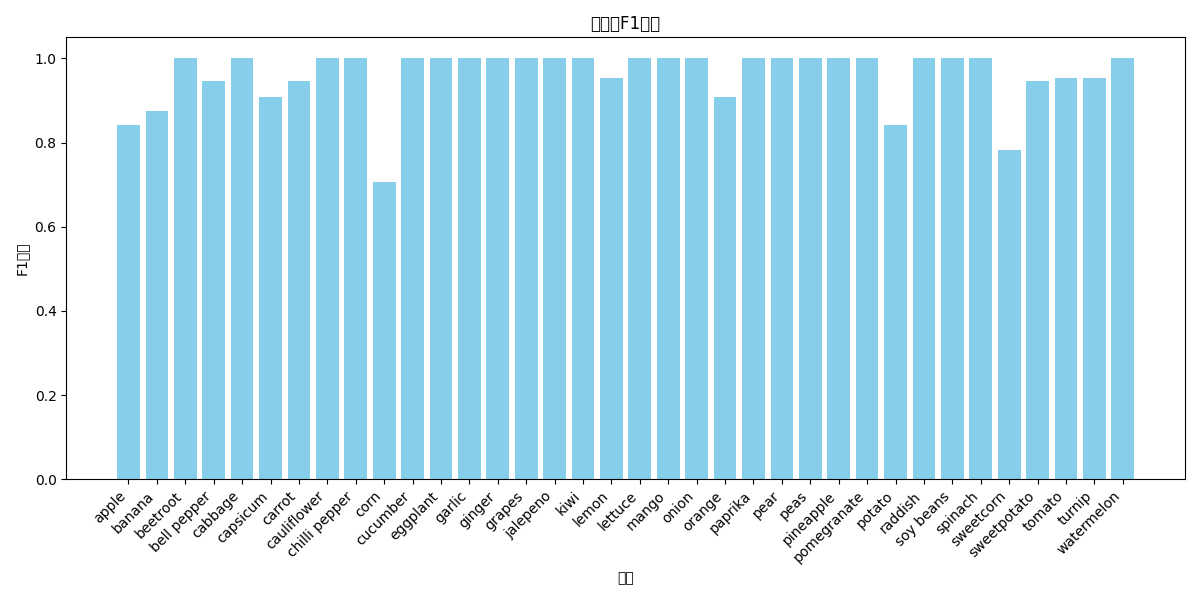 F1
F1
1.0
0.8
0.6
0.4
0.2
0.0
apple
banana
beetroot
bell pepper
cabbage
capsicum
carrot
cauliflower
chilli pepper
corn
cucumber
eggplant
garlic
ginger
grapes
jalepeno
kiwi
lemon
lettuce
mango
onion
orange
paprika
pear
peas
pineapple
pomegranate
potato
raddish
soy beans
spinach
sweetcorn
sweetpotato
tomato
turnip
watermelon